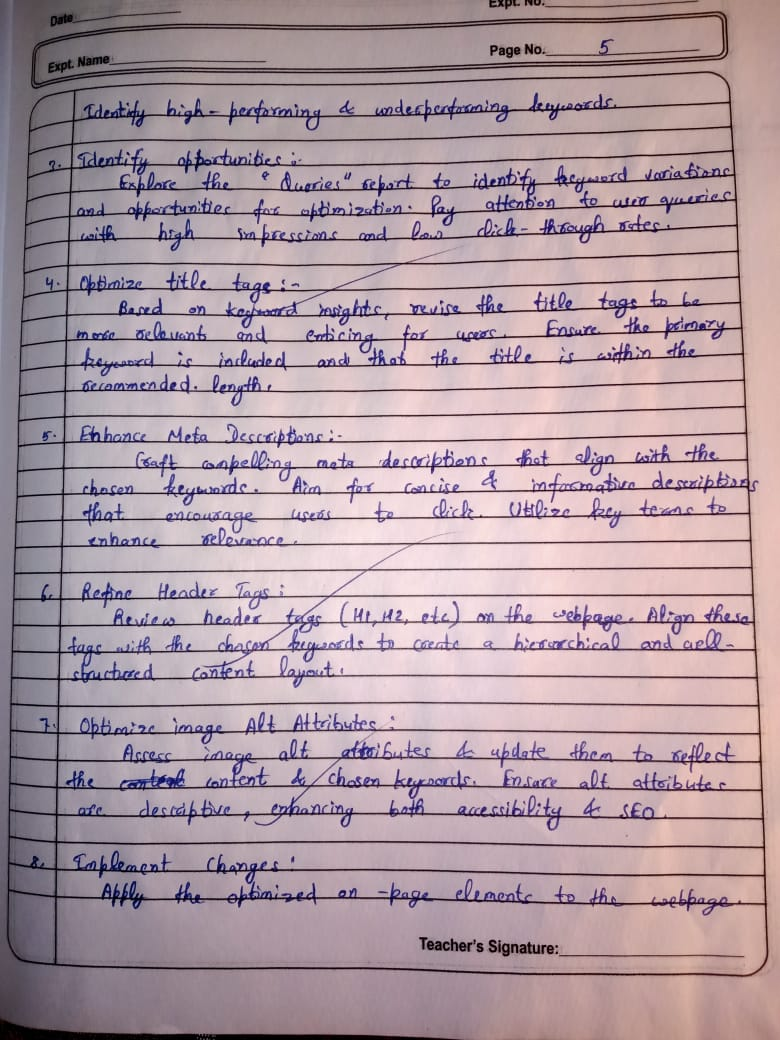 Date
Expt. No.
Expt. Name
Page No. 5
Identify high-performing & underperforming keywords.
3. Identify opportunities :-
Explore the "Queries" report to identify keyword variations
and opportunities for optimization. Pay attention to user queries
with high impressions and low click-through rates.
4. Optimize title tags :-
Based on keyword insights, revise the title tags to be
more relevant and enticing for users. Ensure the primary
keyword is included and that the title is within the
recommended. length.
5. Enhance Meta Descriptions :-
Craft compelling meta descriptions that align with the
chosen keywords. Aim for concise & informative descriptions
that encourage users to click. Utilize key terms to
enhance relevance.
6. Refine Header Tags :
Review header tags (H1, H2, etc) on the webpage. Align these
tags with the chosen keywords to create a hierarchical and well-
structured content layout.
7. Optimize image Alt Attributes :
Assess image alt attributes & update them to reflect
the content & chosen keywords. Ensure alt attributes
are descriptive, enhancing both accessibility & SEO.
8. Implement Changes :
Apply the optimized on-page elements to the webpage.
Teacher's Signature: